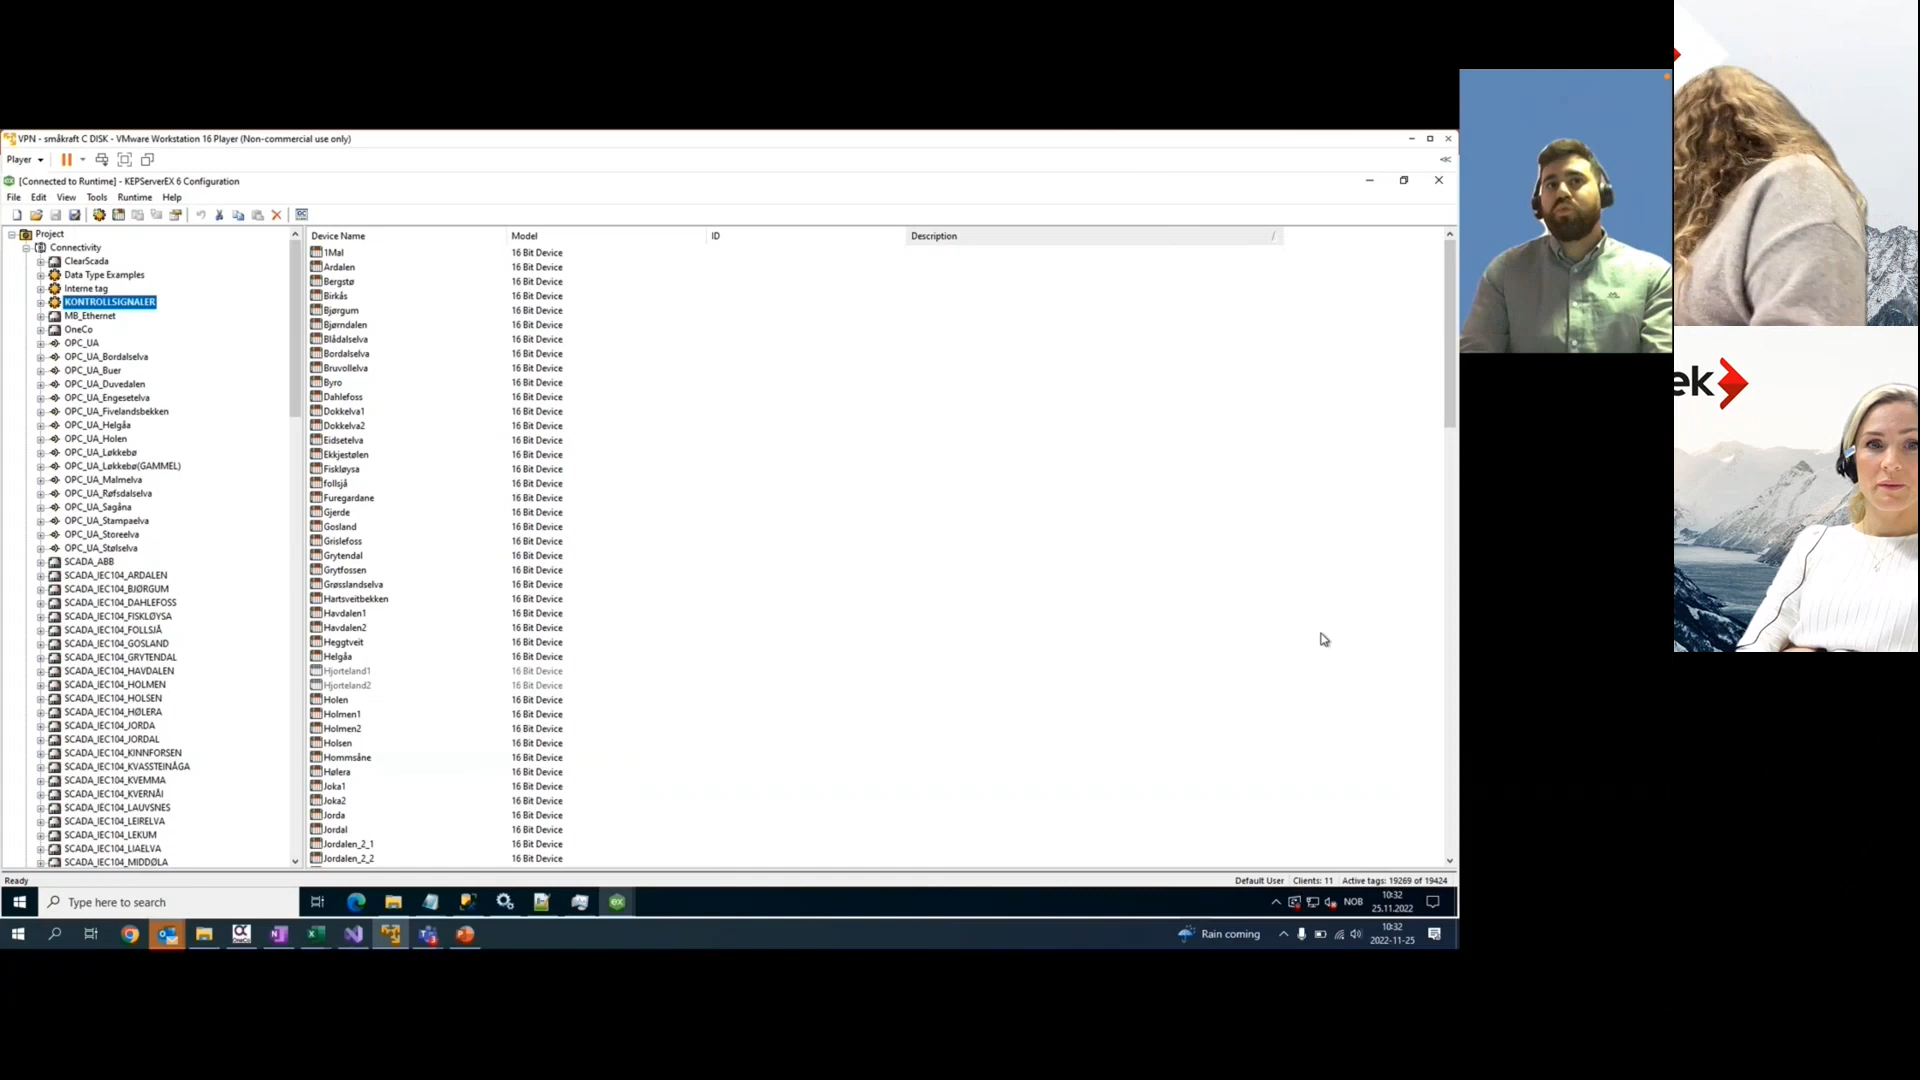 VPN - småkraft C DISK - VMware Workstation 16 Player (Non-commercial use only)
Player
[Connected to Runtime] - KEPServerEX 6 Configuration
File Edit View Tools Runtime Help
Project
Connectivity
ClearScada
Data Type Examples
Interne tag
KONTROLLSIGNALER
MB_Ethernet
OneCo
OPC_UA
OPC_UA_Bordalselva
OPC_UA_Buer
OPC_UA_Duvedalen
OPC_UA_Engesetelva
OPC_UA_Fivelandsbekken
OPC_UA_Helgåa
OPC_UA_Holen
OPC_UA_Løkkebø
OPC_UA_Løkkebø(GAMMEL)
OPC_UA_Malmelva
OPC_UA_Røfsdalselva
OPC_UA_Sagåna
OPC_UA_Stampaelva
OPC_UA_Storeelva
OPC_UA_Stølselva
SCADA_ABB
SCADA_IEC104_ARDALEN
SCADA_IEC104_BJØRGUM
SCADA_IEC104_DAHLEFOSS
SCADA_IEC104_FISKLØYSA
SCADA_IEC104_FOLLSJÅ
SCADA_IEC104_GOSLAND
SCADA_IEC104_GRYTENDAL
SCADA_IEC104_HAVDALEN
SCADA_IEC104_HOLMEN
SCADA_IEC104_HOLSEN
SCADA_IEC104_HØLERA
SCADA_IEC104_JORDA
SCADA_IEC104_JORDAL
SCADA_IEC104_KINNFORSEN
SCADA_IEC104_KVASSTEINÅGA
SCADA_IEC104_KVEMMA
SCADA_IEC104_KVERNÅI
SCADA_IEC104_LAUVSNES
SCADA_IEC104_LEIRELVA
SCADA_IEC104_LEKUM
SCADA_IEC104_LIAELVA
SCADA_IEC104_MIDDØLA
Device Name Model ID Description
1Mal 16 Bit Device
Ardalen 16 Bit Device
Bergstø 16 Bit Device
Birkås 16 Bit Device
Bjørgum 16 Bit Device
Bjørndalen 16 Bit Device
Blådalselva 16 Bit Device
Bordalselva 16 Bit Device
Bruvollelva 16 Bit Device
Byro 16 Bit Device
Dahlefoss 16 Bit Device
Dokkelva1 16 Bit Device
Dokkelva2 16 Bit Device
Eidsetelva 16 Bit Device
Ekkjestølen 16 Bit Device
Fiskløysa 16 Bit Device
follsjå 16 Bit Device
Furegardane 16 Bit Device
Gjerde 16 Bit Device
Gosland 16 Bit Device
Grislefoss 16 Bit Device
Grytendal 16 Bit Device
Grytfossen 16 Bit Device
Grøsslandselva 16 Bit Device
Hartsveitbekken 16 Bit Device
Havdalen1 16 Bit Device
Havdalen2 16 Bit Device
Heggtveit 16 Bit Device
Helgåa 16 Bit Device
Hjorteland1 16 Bit Device
Hjorteland2 16 Bit Device
Holen 16 Bit Device
Holmen1 16 Bit Device
Holmen2 16 Bit Device
Holsen 16 Bit Device
Hommsåne 16 Bit Device
Hølera 16 Bit Device
Joka1 16 Bit Device
Joka2 16 Bit Device
Jorda 16 Bit Device
Jordal 16 Bit Device
Jordalen_2_1 16 Bit Device
Jordalen_2_2 16 Bit Device
Ready
Default User Clients: 11 Active tags: 19269 of 19424
Type here to search
NOB
10:32
25.11.2022
Rain coming
10:32
2022-11-25
ek